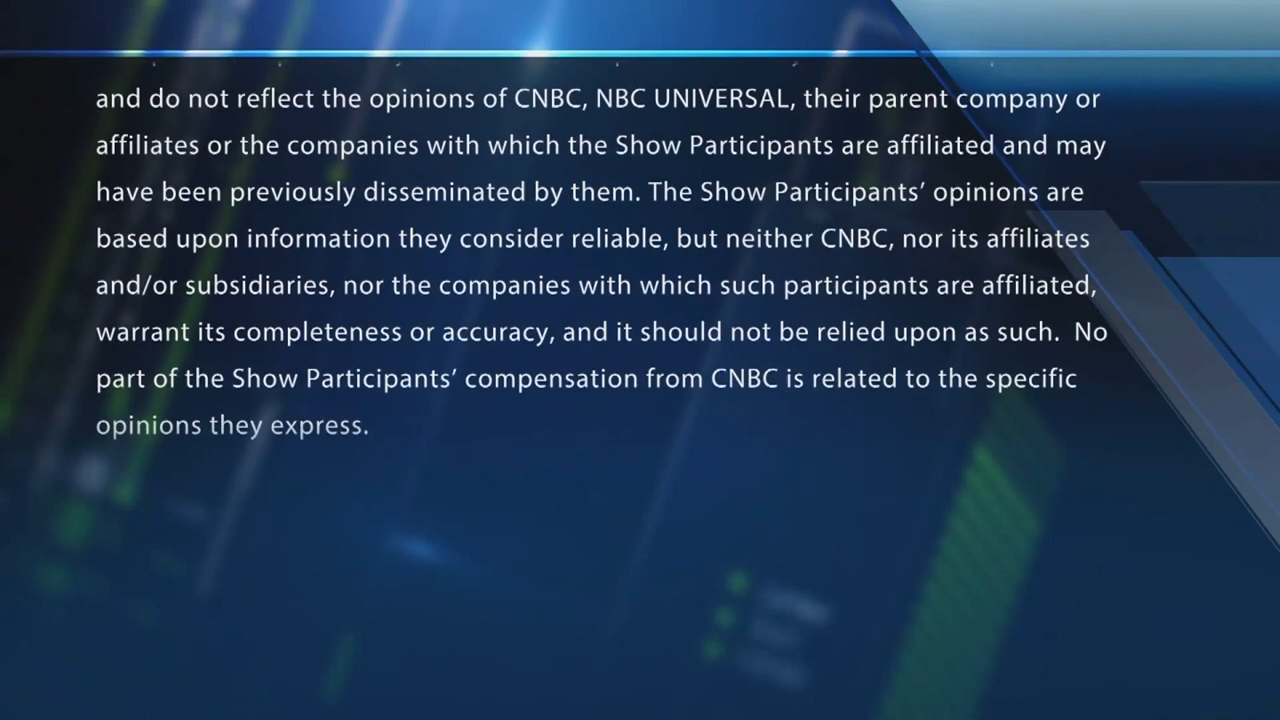 and do not reflect the opinions of CNBC, NBC UNIVERSAL, their parent company or
affiliates or the companies with which the Show Participants are affiliated and may
have been previously disseminated by them. The Show Participants’ opinions are
based upon information they consider reliable, but neither CNBC, nor its affiliates
and/or subsidiaries, nor the companies with which such participants are affiliated,
warrant its completeness or accuracy, and it should not be relied upon as such.  No
part of the Show Participants’ compensation from CNBC is related to the specific
opinions they express.